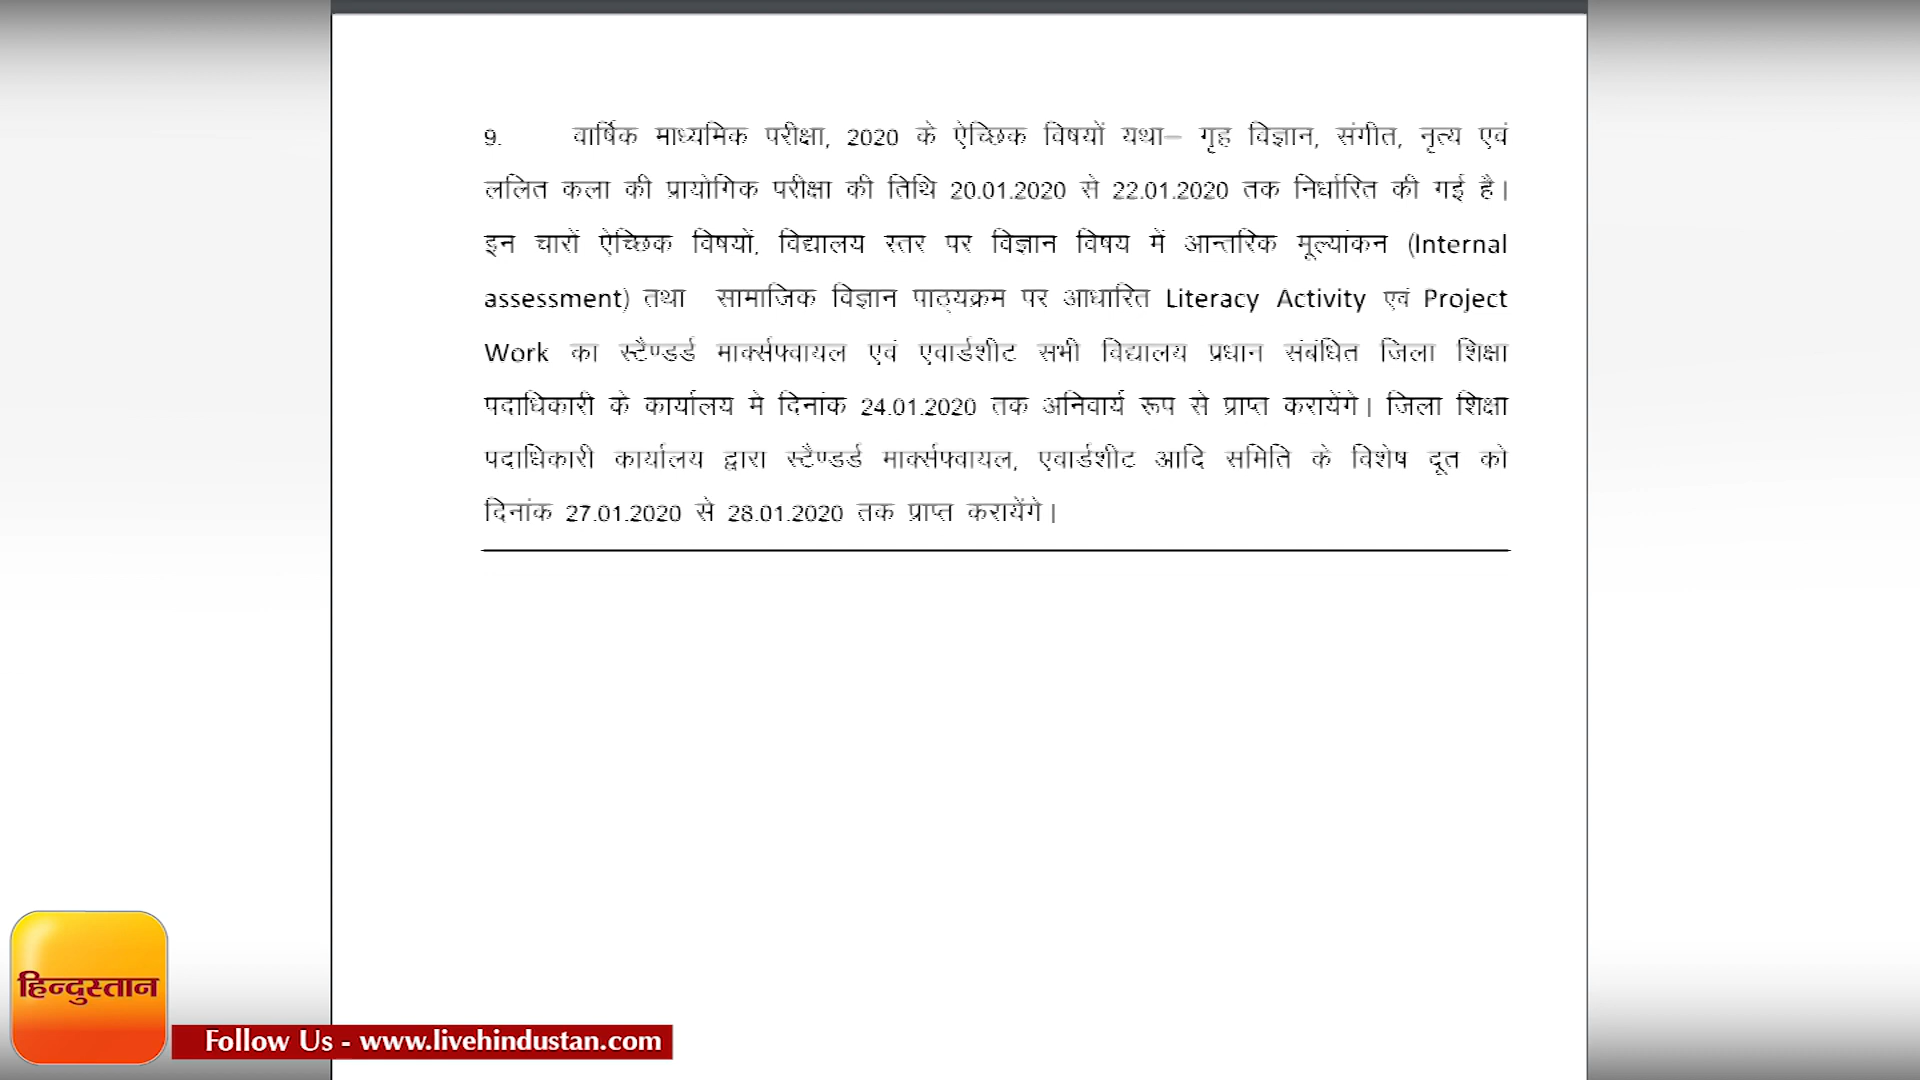 9. वार्षिक माध्यमिक परीक्षा, 2020 के ऐच्छिक विषयों यथा– गृह विज्ञान, संगीत, नृत्य एवं
ललित कला की प्रायोगिक परीक्षा की तिथि 20.01.2020 से 22.01.2020 तक निर्धारित की गई है।
इन चारों ऐच्छिक विषयों, विद्यालय स्तर पर विज्ञान विषय में आन्तरिक मूल्यांकन (Internal
assessment) तथा सामाजिक विज्ञान पाठ्यक्रम पर आधारित Literacy Activity एवं Project
Work का स्टैण्डर्ड मार्क्सफ्वायल एवं एवार्डशीट सभी विद्यालय प्रधान संबंधित जिला शिक्षा
पदाधिकारी के कार्यालय मे दिनांक 24.01.2020 तक अनिवार्य रूप से प्राप्त करायेंगे। जिला शिक्षा
पदाधिकारी कार्यालय द्वारा स्टैण्डर्ड मार्क्सफ्वायल, एवार्डशीट आदि समिति के विशेष दूत को
दिनांक 27.01.2020 से 28.01.2020 तक प्राप्त करायेंगे।
हिन्दुस्तान
Follow Us - www.livehindustan.com